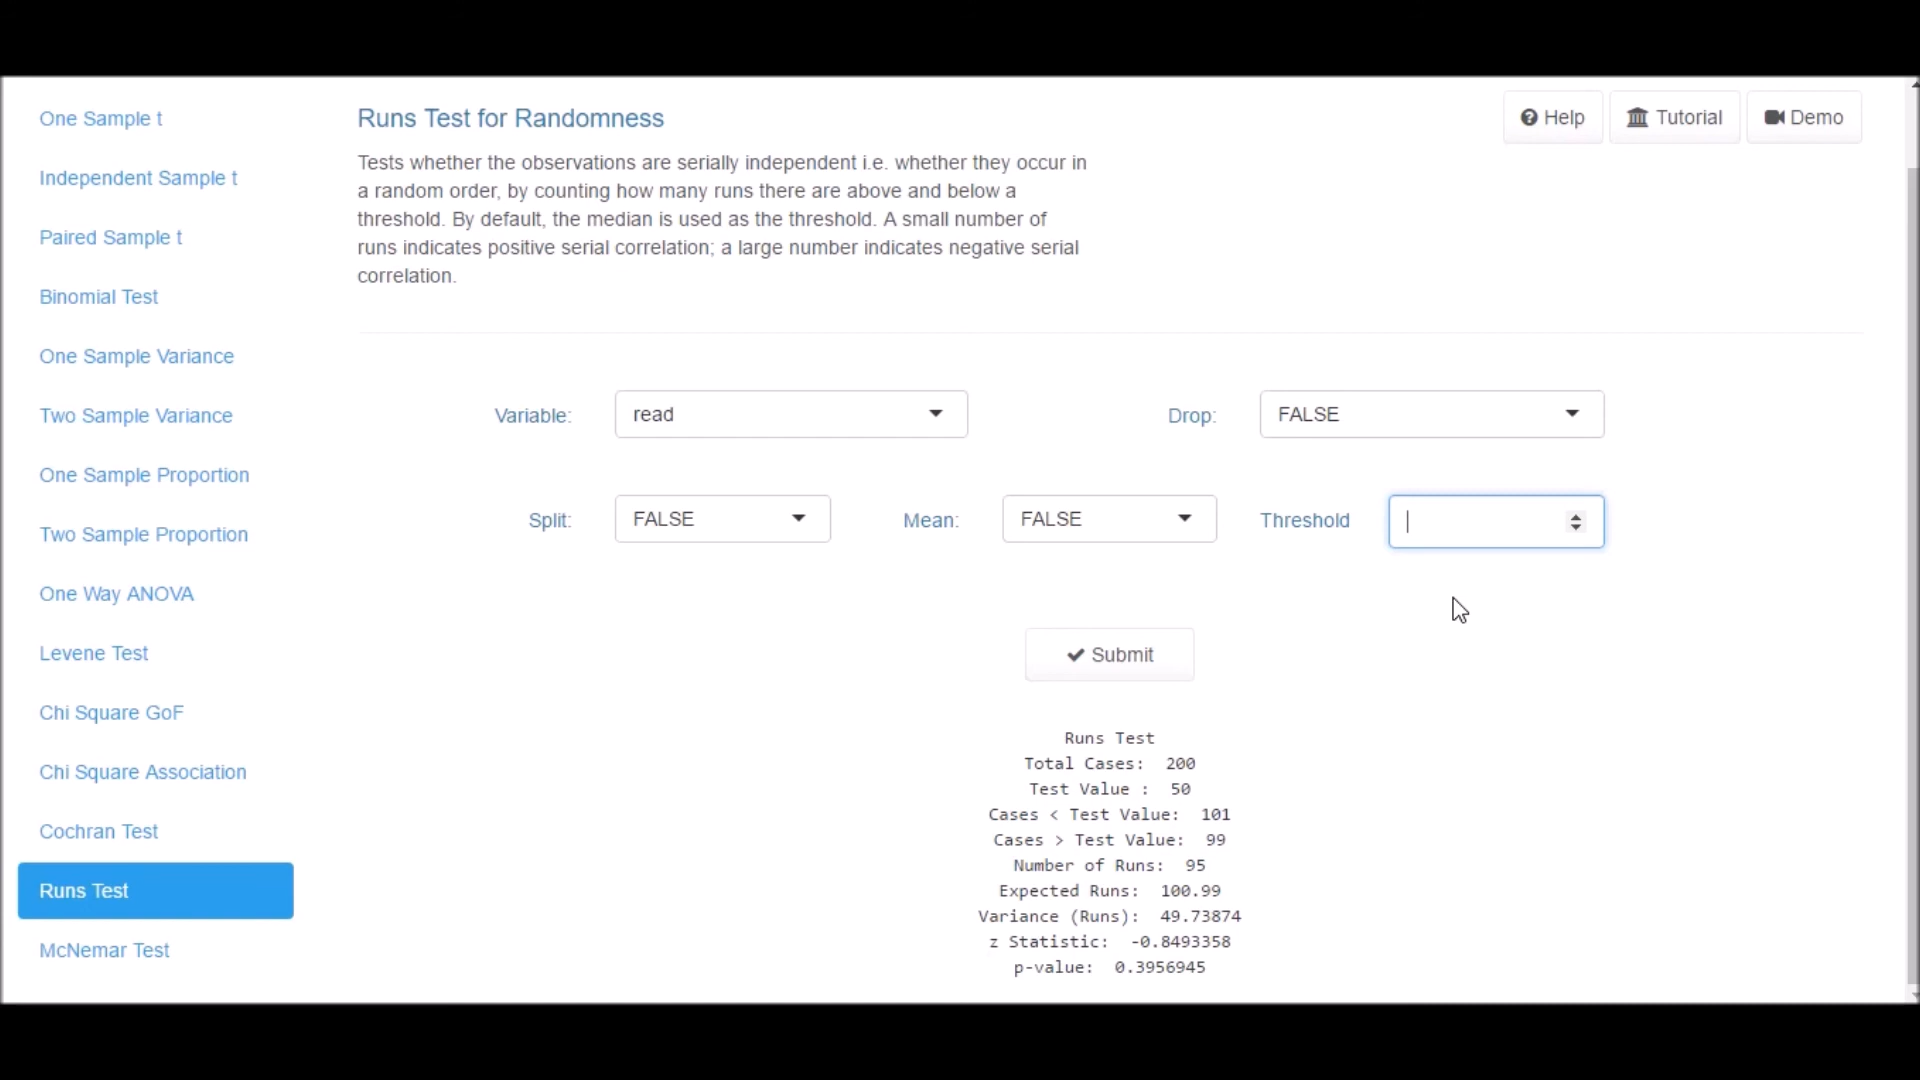 One Sample t
Independent Sample t
Paired Sample t
Binomial Test
One Sample Variance
Two Sample Variance
One Sample Proportion
Two Sample Proportion
One Way ANOVA
Levene Test
Chi Square GoF
Chi Square Association
Cochran Test
Runs Test
McNemar Test
Runs Test for Randomness
Help
Tutorial
Demo
Tests whether the observations are serially independent i.e. whether they occur in
a random order, by counting how many runs there are above and below a
threshold. By default, the median is used as the threshold. A small number of
runs indicates positive serial correlation; a large number indicates negative serial
correlation.
Variable: read
Drop: FALSE
Split: FALSE
Mean: FALSE
Threshold
Submit
Runs Test
Total Cases: 200
Test Value : 50
Cases < Test Value: 101
Cases > Test Value: 99
Number of Runs: 95
Expected Runs: 100.99
Variance (Runs): 49.73874
z Statistic: -0.8493358
p-value: 0.3956945